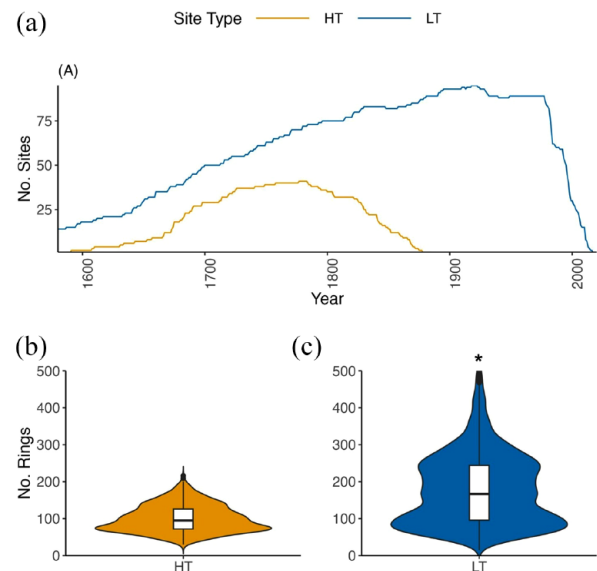 (a)
Site Type HT LT
(A)
No. Sites
75
50
25
1600 1700 1800 1900 2000
Year
(b) (c)
*
No. Rings
500 500
400 400
300 300
200 200
100 100
0 0
HT LT